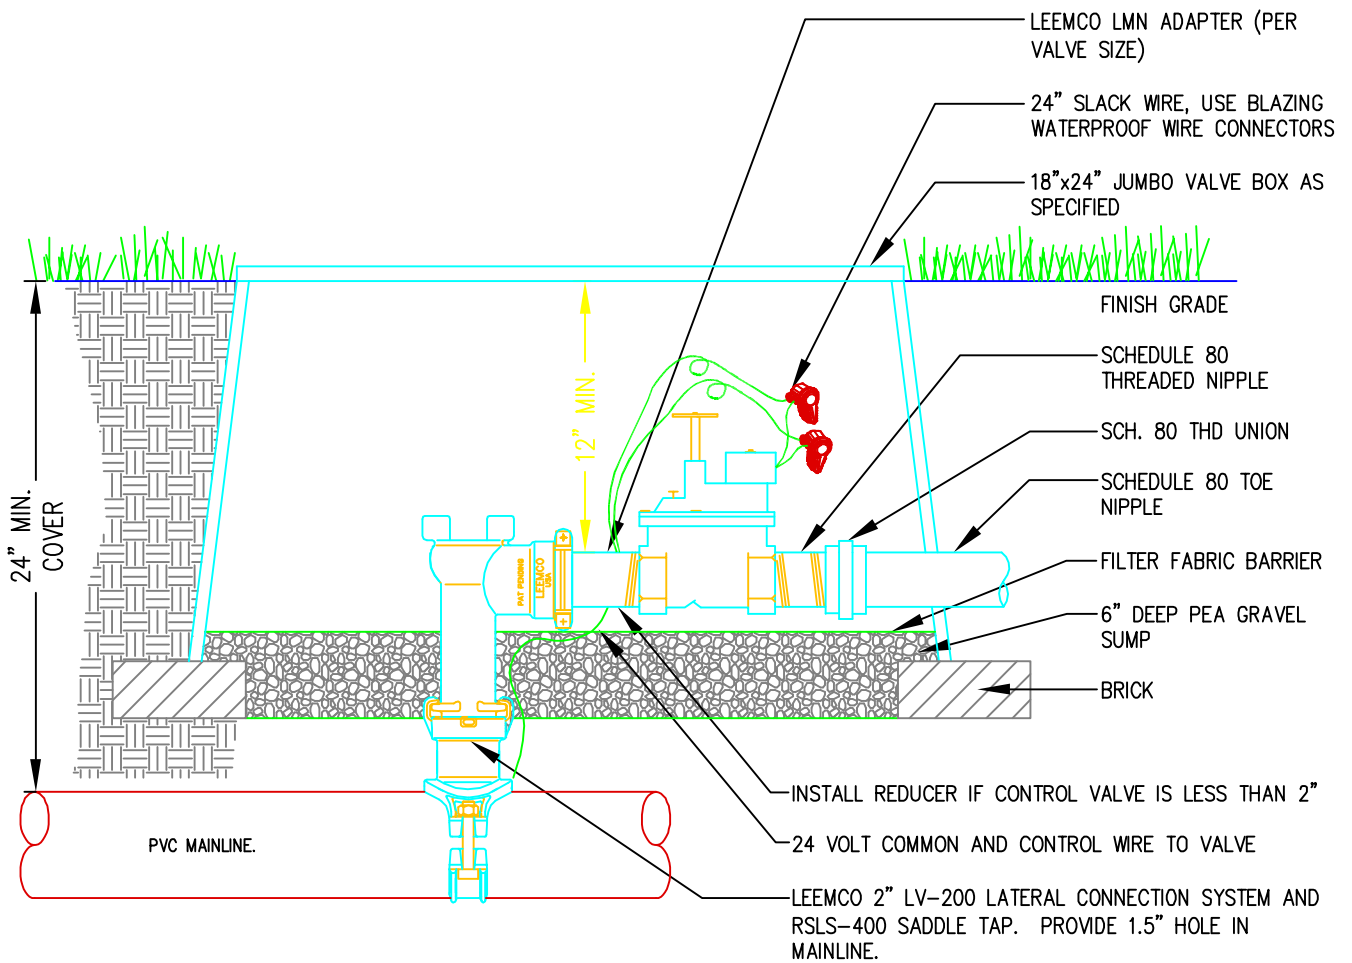 LEEMCO LMN ADAPTER (PER
VALVE SIZE)
24” SLACK WIRE, USE BLAZING
WATERPROOF WIRE CONNECTORS
18”x24” JUMBO VALVE BOX AS
SPECIFIED
FINISH GRADE
SCHEDULE 80
THREADED NIPPLE
SCH. 80 THD UNION
SCHEDULE 80 TOE
NIPPLE
FILTER FABRIC BARRIER
6” DEEP PEA GRAVEL
SUMP
BRICK
24” MIN.
COVER
12” MIN.
PAT PENDING
LEEMCO
USA
INSTALL REDUCER IF CONTROL VALVE IS LESS THAN 2”
24 VOLT COMMON AND CONTROL WIRE TO VALVE
PVC MAINLINE.
LEEMCO 2” LV-200 LATERAL CONNECTION SYSTEM AND
RSLS-400 SADDLE TAP. PROVIDE 1.5” HOLE IN
MAINLINE.